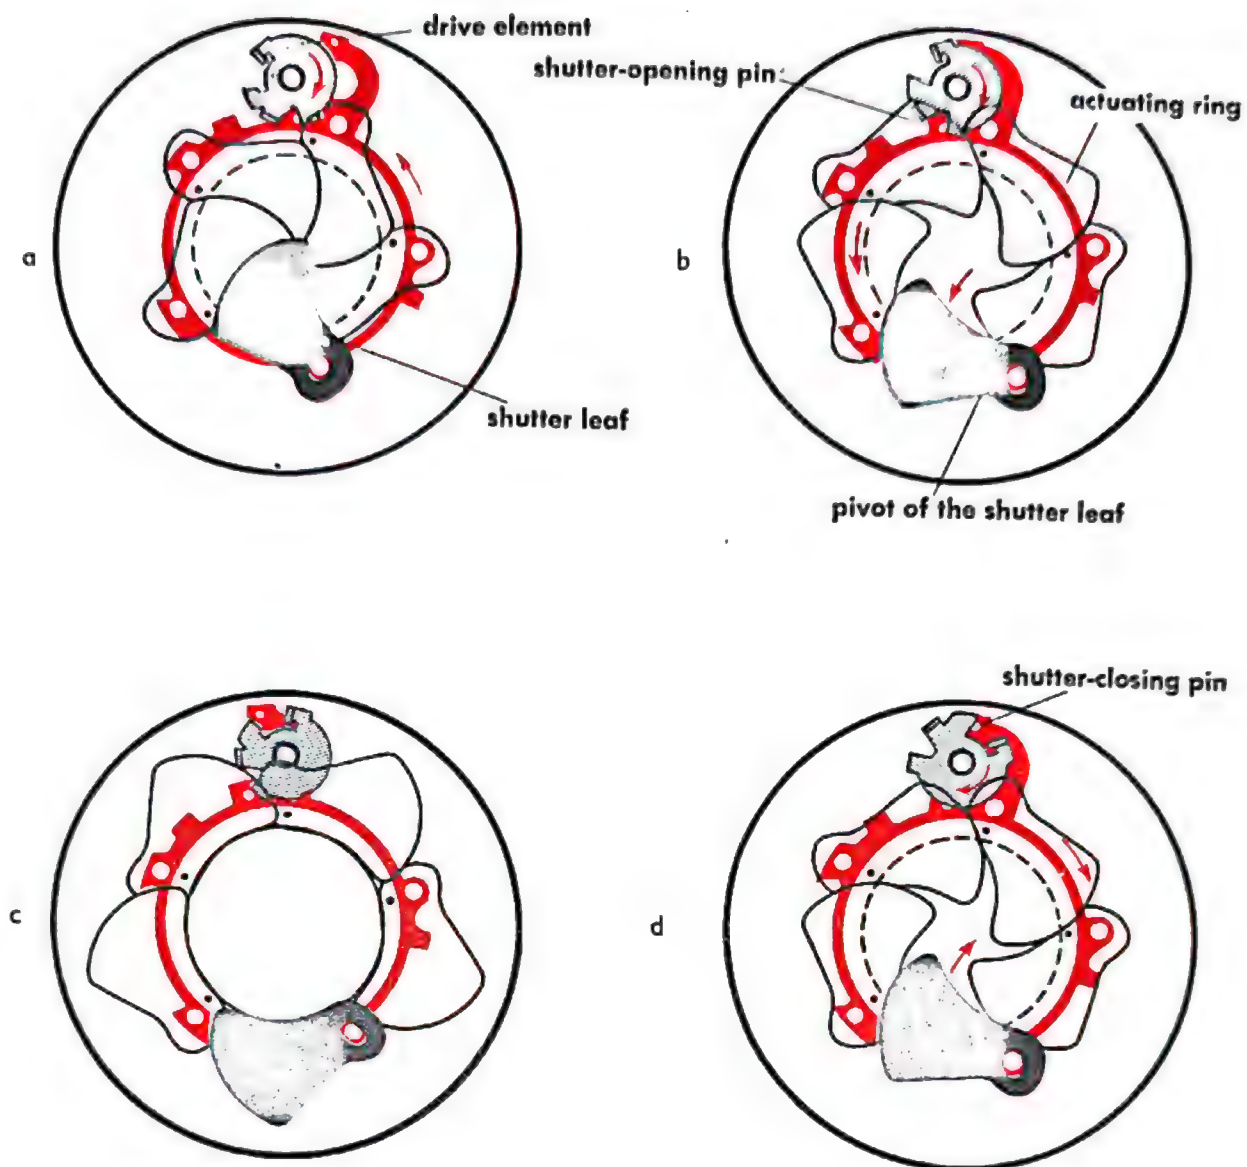 drive element
shutter-opening pin:
actuating ring
a
b
shutter leaf
pivot of the shutter leaf
shutter-closing pin
c
d